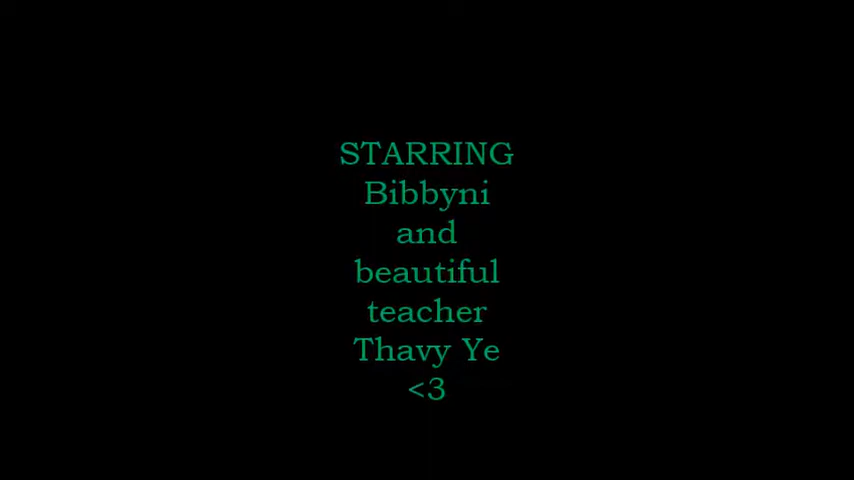 STARRING
Bibbyni
and
beautiful
teacher
Thavy Ye
<3